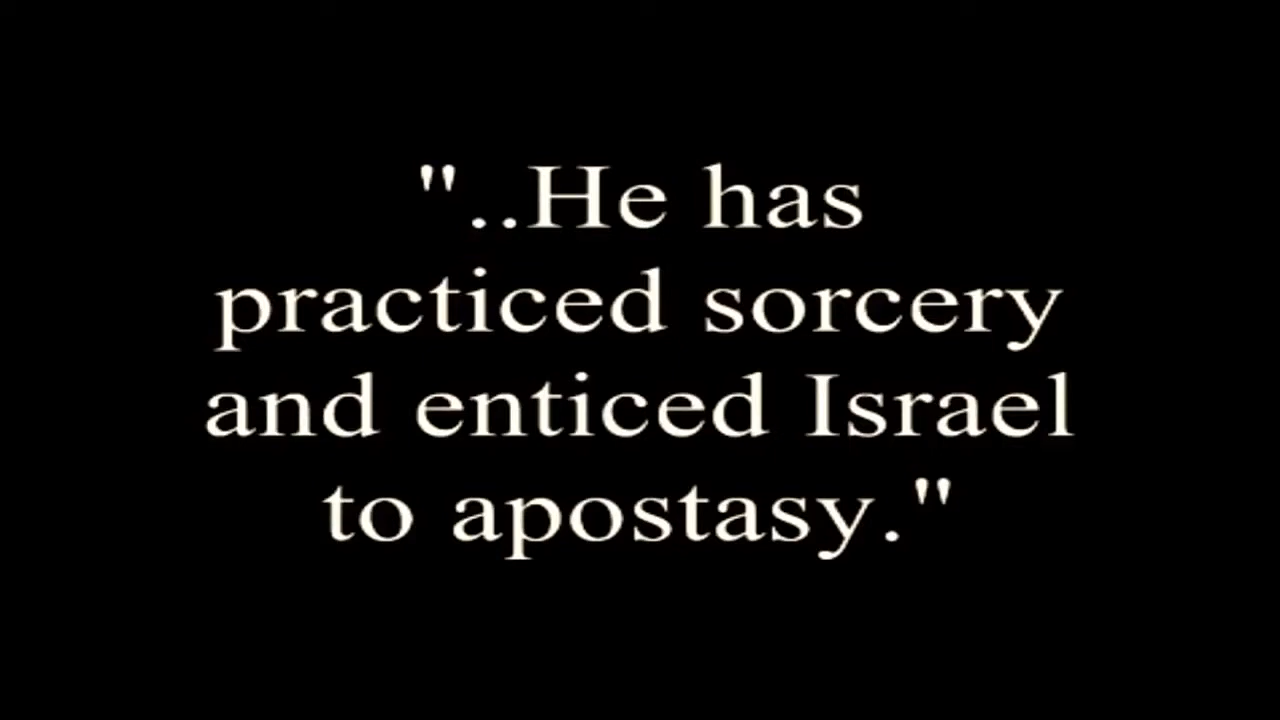 "..He has
practiced sorcery
and enticed Israel
to apostasy."